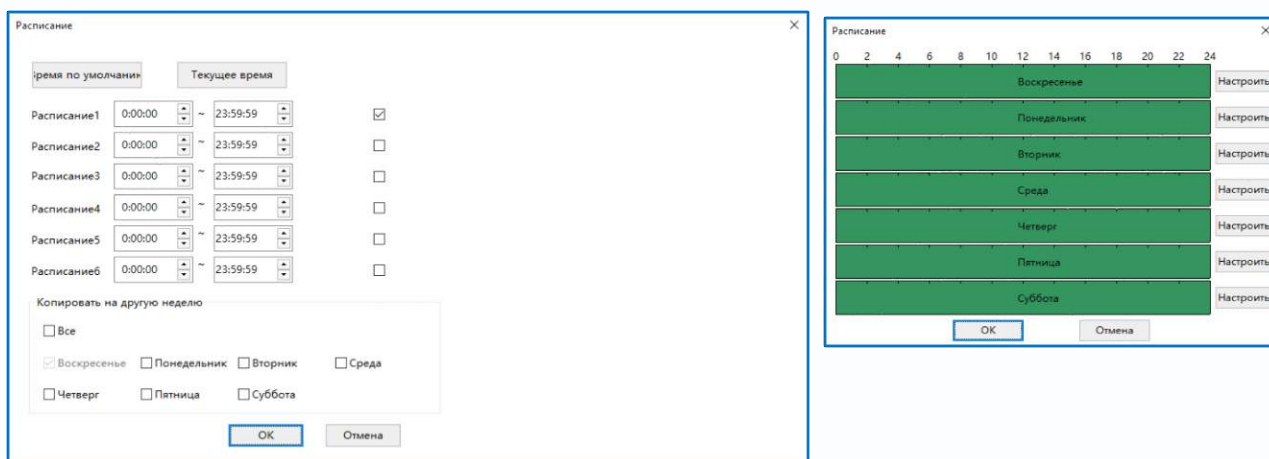 Расписание
Время по умолчанию
Текущее время
Расписание1 0:00:00 ~ 23:59:59
Расписание2 0:00:00 ~ 23:59:59
Расписание3 0:00:00 ~ 23:59:59
Расписание4 0:00:00 ~ 23:59:59
Расписание5 0:00:00 ~ 23:59:59
Расписание6 0:00:00 ~ 23:59:59
Копировать на другую неделю
Все
Воскресенье Понедельник Вторник Среда
Четверг Пятница Суббота
OK Отмена
Расписание
0 2 4 6 8 10 12 14 16 18 20 22 24
Воскресенье Настроить
Понедельник Настроить
Вторник Настроить
Среда Настроить
Четверг Настроить
Пятница Настроить
Суббота Настроить
OK Отмена